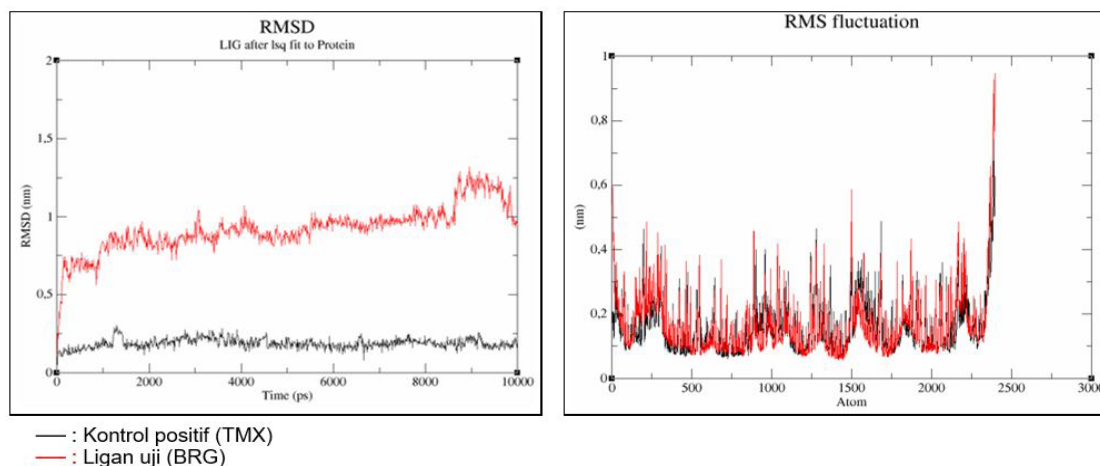 RMSD
LIG after lsq fit to Protein
2
1,5
1
0,5
0
RMSD (nm)
0 2000 4000 6000 8000 10000
Time (ps)
RMS fluctuation
1
0,8
0,6
0,4
0,2
0
(nm)
0 500 1000 1500 2000 2500 3000
Atom
: Kontrol positif (TMX)
: Ligan uji (BRG)